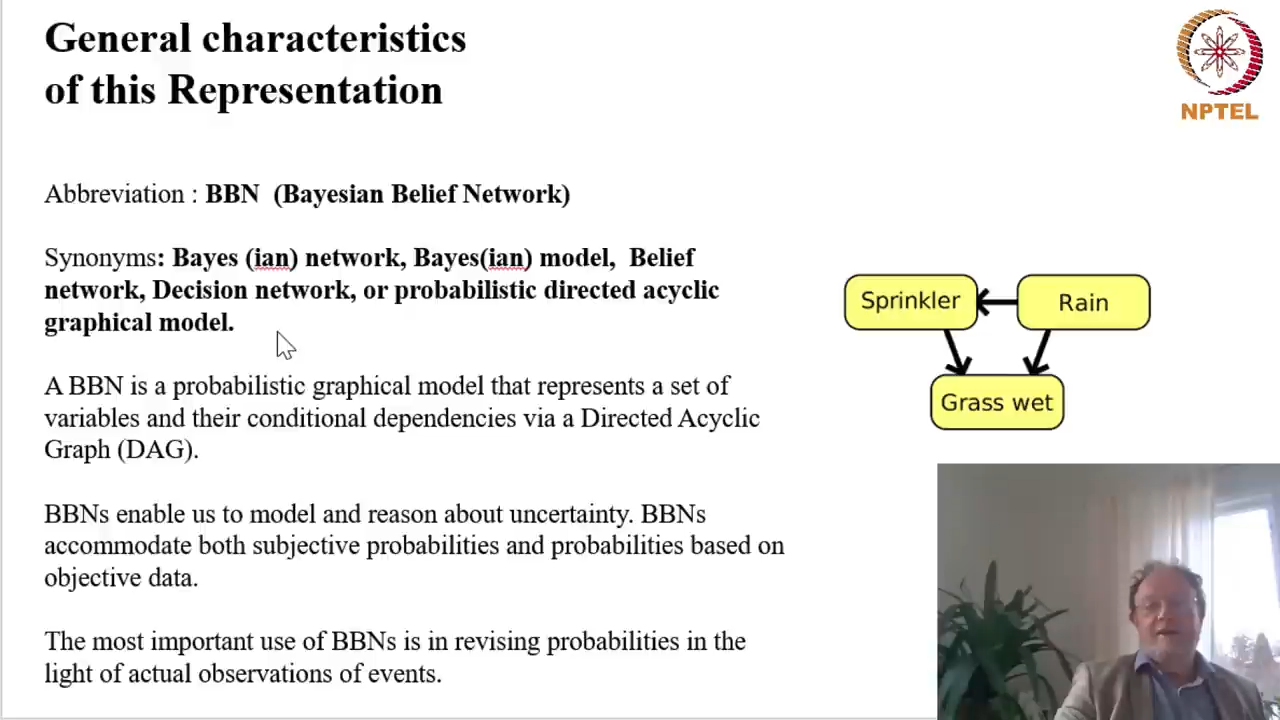 General characteristics
of this Representation
NPTEL
Abbreviation : BBN (Bayesian Belief Network)
Synonyms: Bayes (ian) network, Bayes(ian) model, Belief
network, Decision network, or probabilistic directed acyclic
graphical model.
A BBN is a probabilistic graphical model that represents a set of
variables and their conditional dependencies via a Directed Acyclic
Graph (DAG).
BBNs enable us to model and reason about uncertainty. BBNs
accommodate both subjective probabilities and probabilities based on
objective data.
The most important use of BBNs is in revising probabilities in the
light of actual observations of events.
Sprinkler
Rain
Grass wet